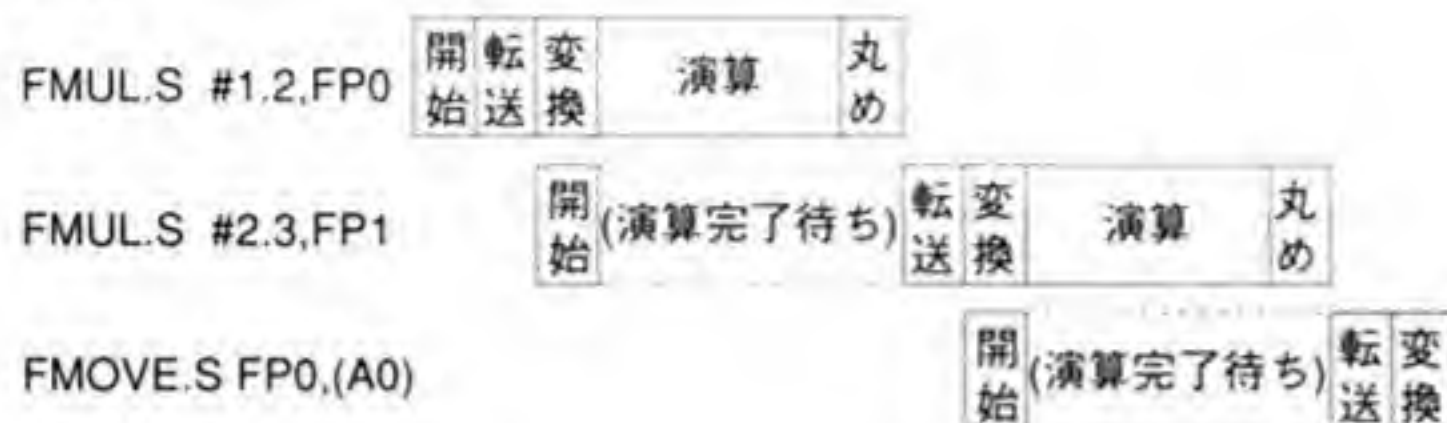 FMUL.S #1.2,FP0 開始 転送 変換 演算 丸め
FMUL.S #2.3,FP1 開始 (演算完了待ち) 転送 変換 演算 丸め
FMOVE.S FP0,(A0) 開始 (演算完了待ち) 転送 変換